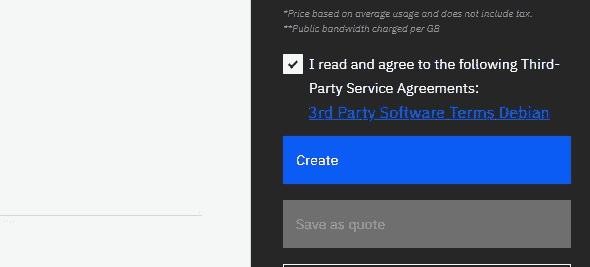 *Price based on average usage and does not include tax.
**Public bandwidth charged per GB
I read and agree to the following Third-
Party Service Agreements:
3rd Party Software Terms Debian
Create
Save as quote